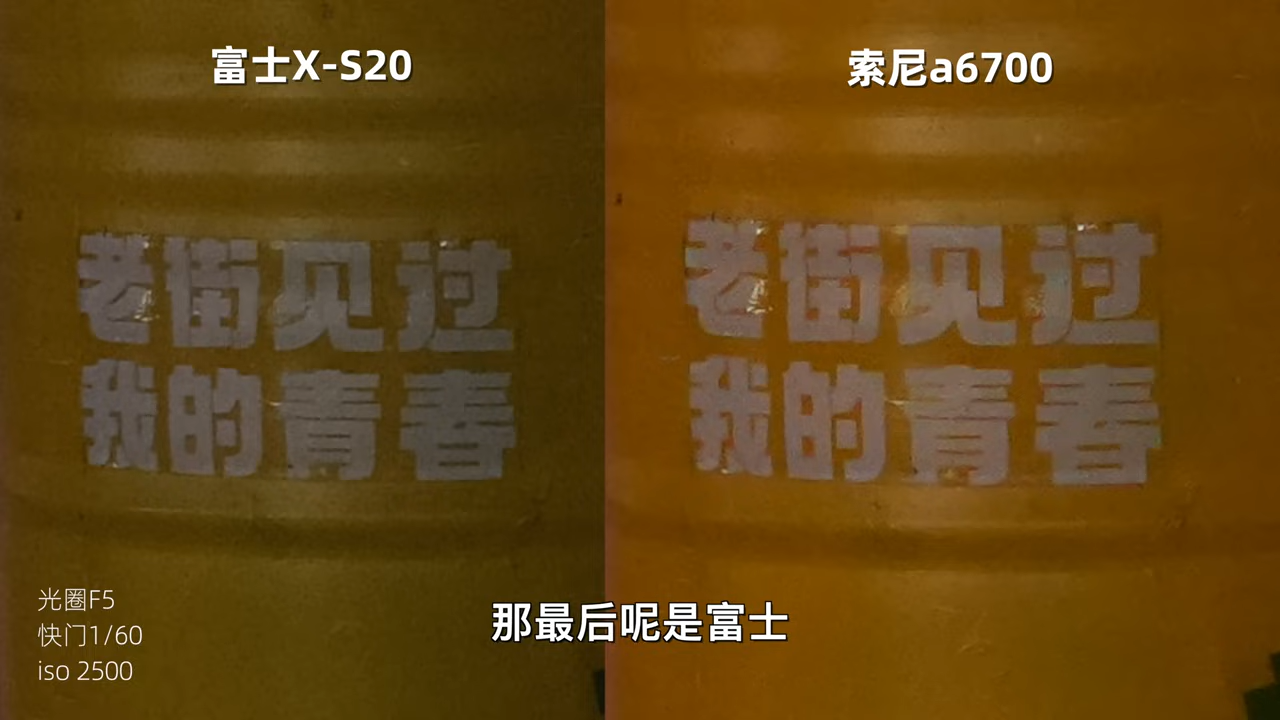 富士X-S20
索尼a6700
老街见过
我的青春
老街见过
我的青春
光圈F5
快门1/60
iso 2500
那最后呢是富士